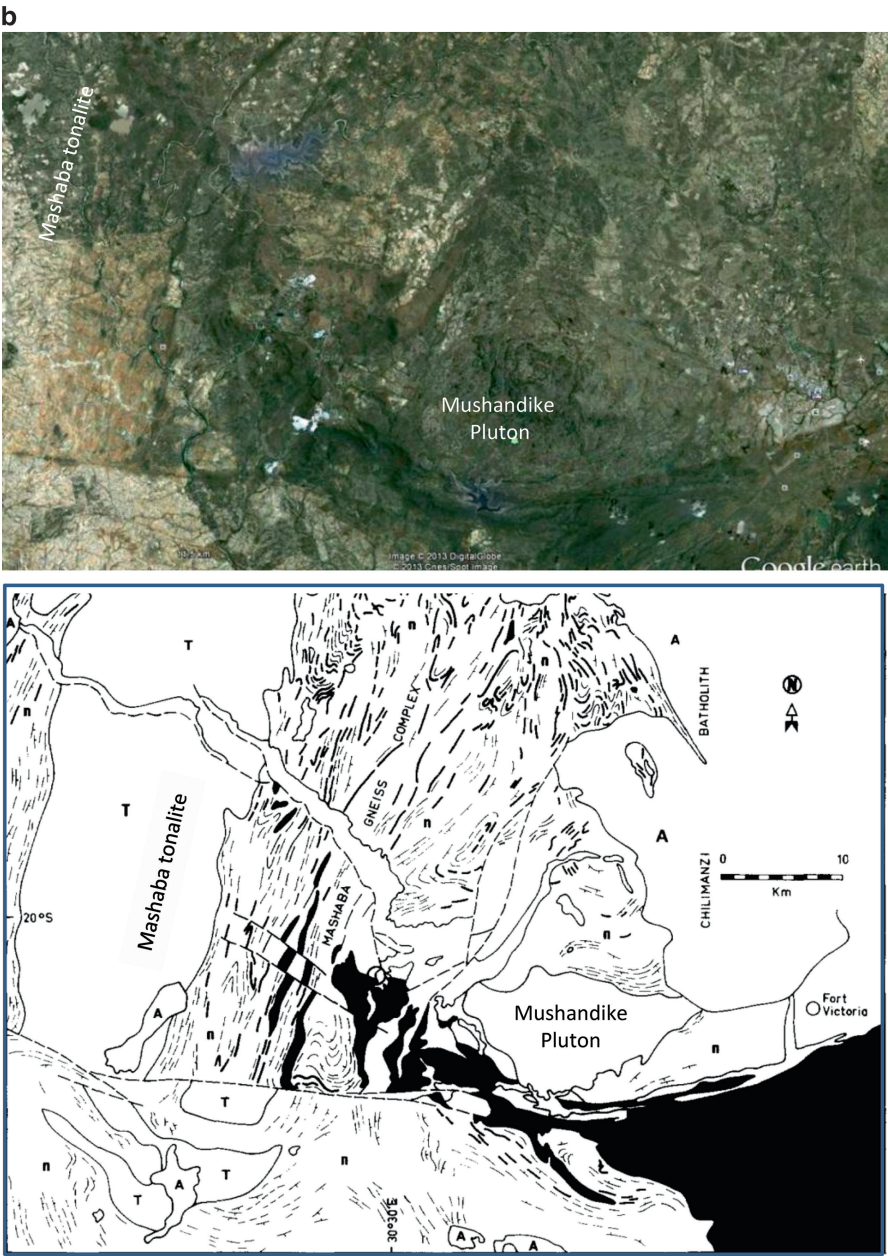 b
Mashaba tonalite
Mushandike
Pluton
Image © 2013 DigitalGlobe
© 2013 Cnes/Spot Image
Google earth
A
T
n
A
n
n
COMPLEX
BATHOLITH
N
T
Mashaba tonalite
GNEISS
n
A
0 10
Km
CHILIMANZI
20°S
MASHABA
n
A
Mushandike
Pluton
Fort
Victoria
n
n
T
n
n
T
A
T
30°30'E
A
A